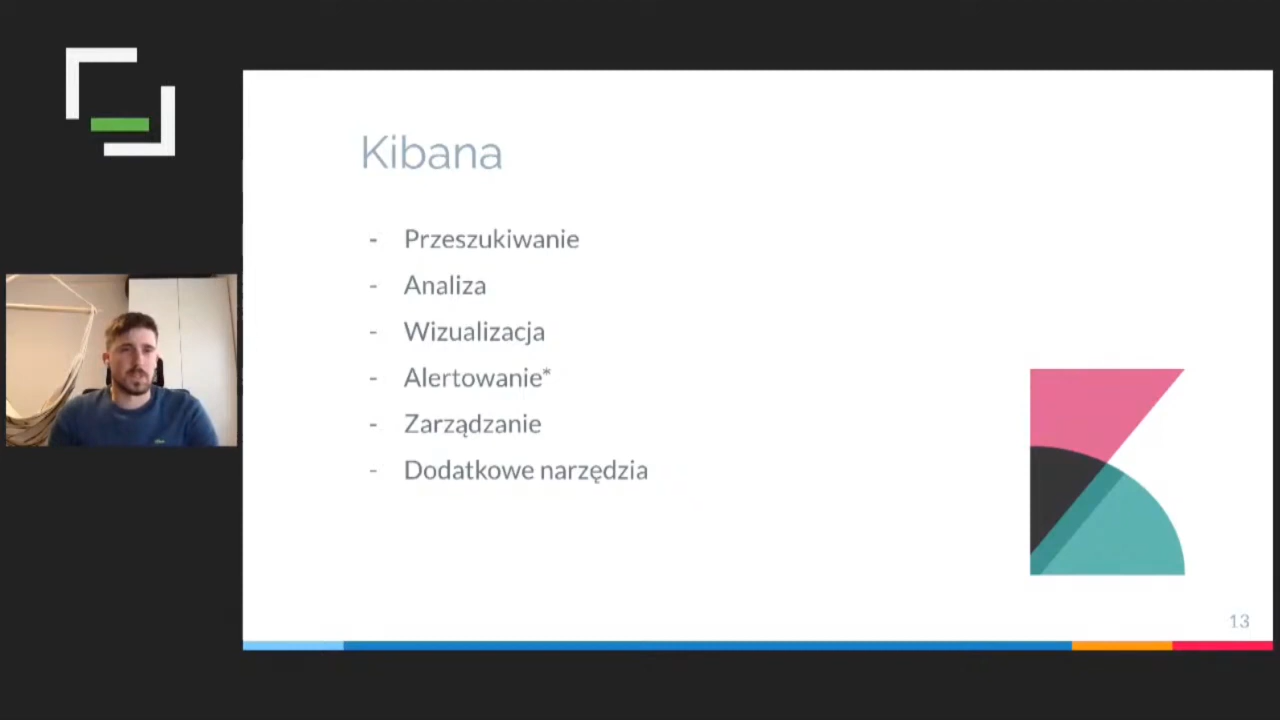 Kibana
- Przeszukiwanie
- Analiza
- Wizualizacja
- Alertowanie*
- Zarządzanie
- Dodatkowe narzędzia
13